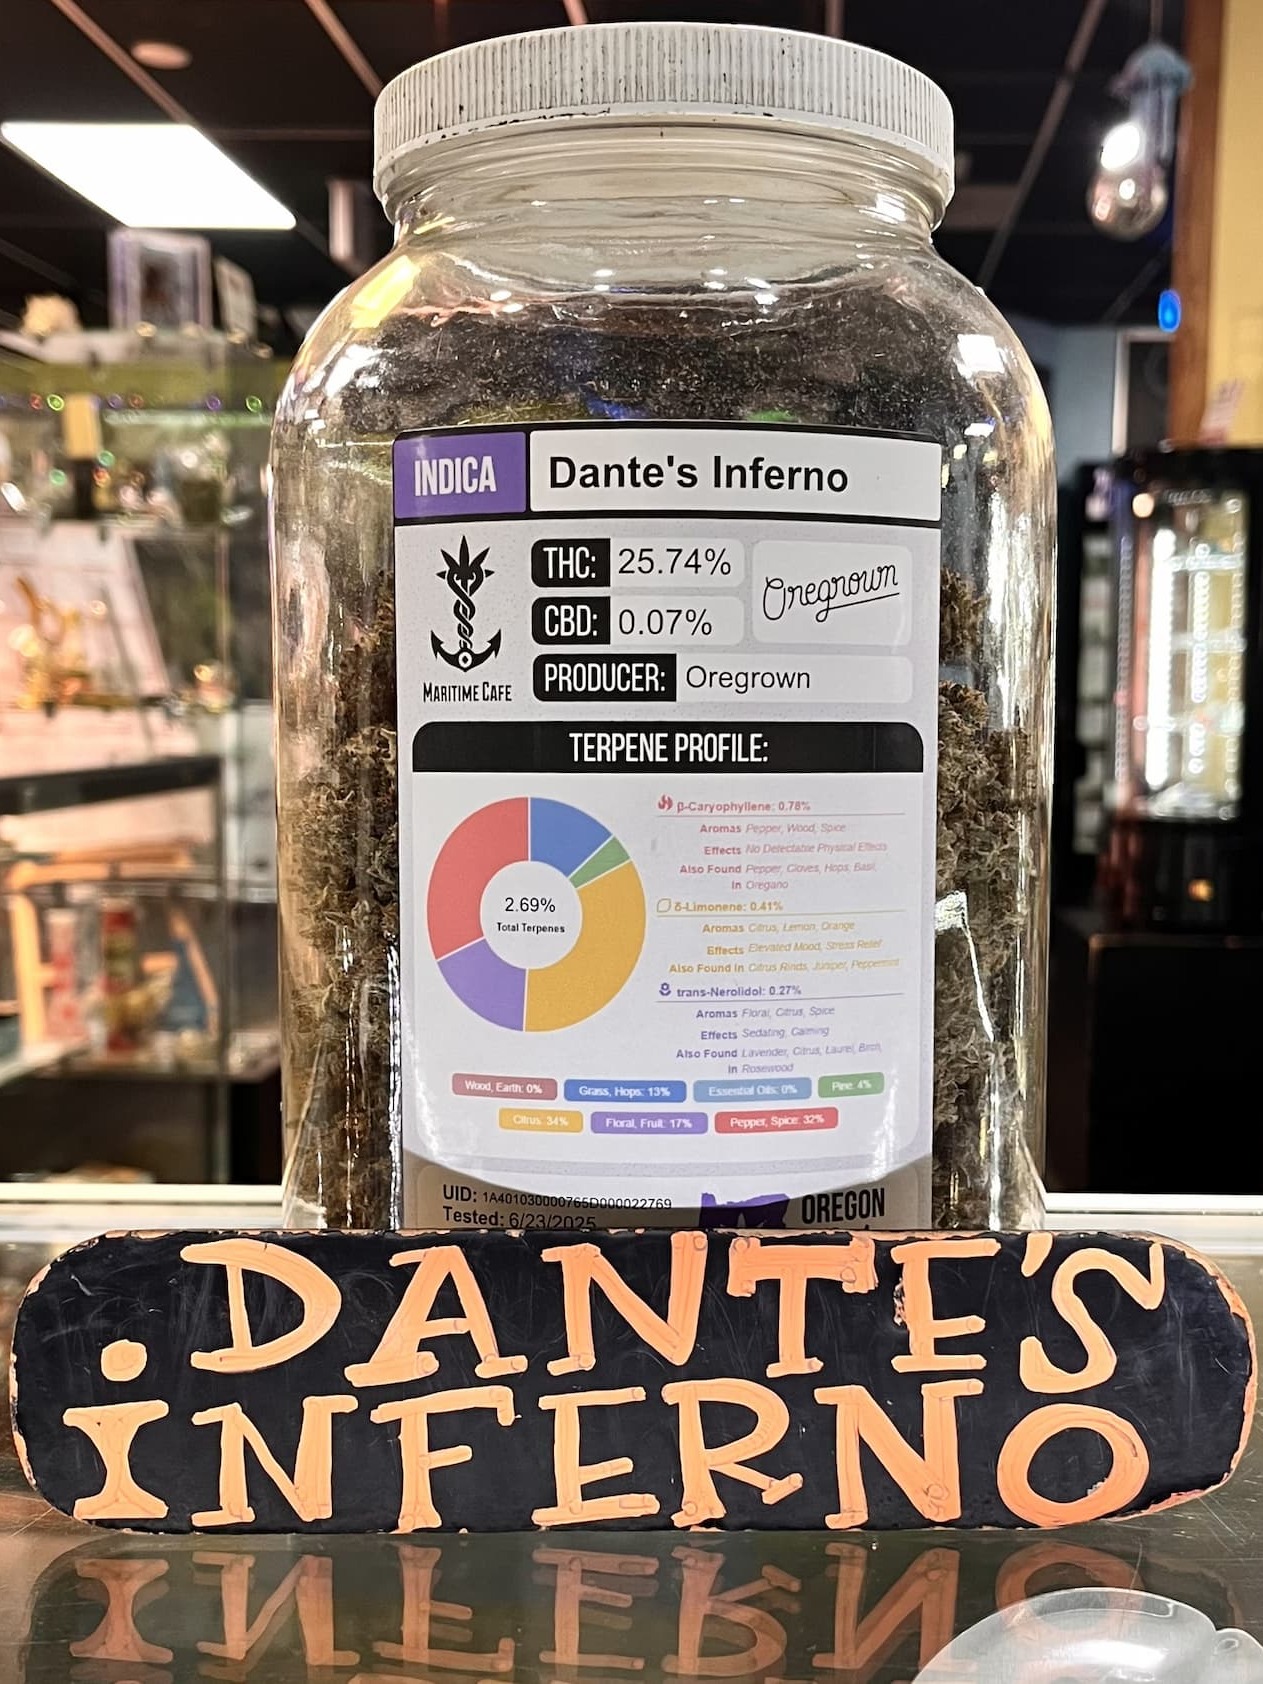 INDICA Dante's Inferno
THC: 25.74%
Oregrown
CBD: 0.07%
MARITIME CAFE
PRODUCER: Oregrown
TERPENE PROFILE:
2.69%
Total Terpenes
β-Caryophyllene: 0.78%
Aromas Pepper, Wood, Spice
Effects No Detectable Physical Effects
Also Found Pepper, Cloves, Hops, Basil,
in Oregano
δ-Limonene: 0.41%
Aromas Citrus, Lemon, Orange
Effects Elevated Mood, Stress Relief
Also Found in Citrus Rinds, Juniper, Peppermint
trans-Nerolidol: 0.27%
Aromas Floral, Citrus, Spice
Effects Sedating, Calming
Also Found Lavender, Citrus, Laurel, Birch,
in Rosewood
Wood, Earth: 0% Grass, Hops: 13% Essential Oils: 0% Pine: 4%
Citrus: 34% Floral, Fruit: 17% Pepper, Spice: 32%
UID: 1A401030000765D000022769
Tested: 6/23/2025
OREGON
DANTE'S
INFERNO